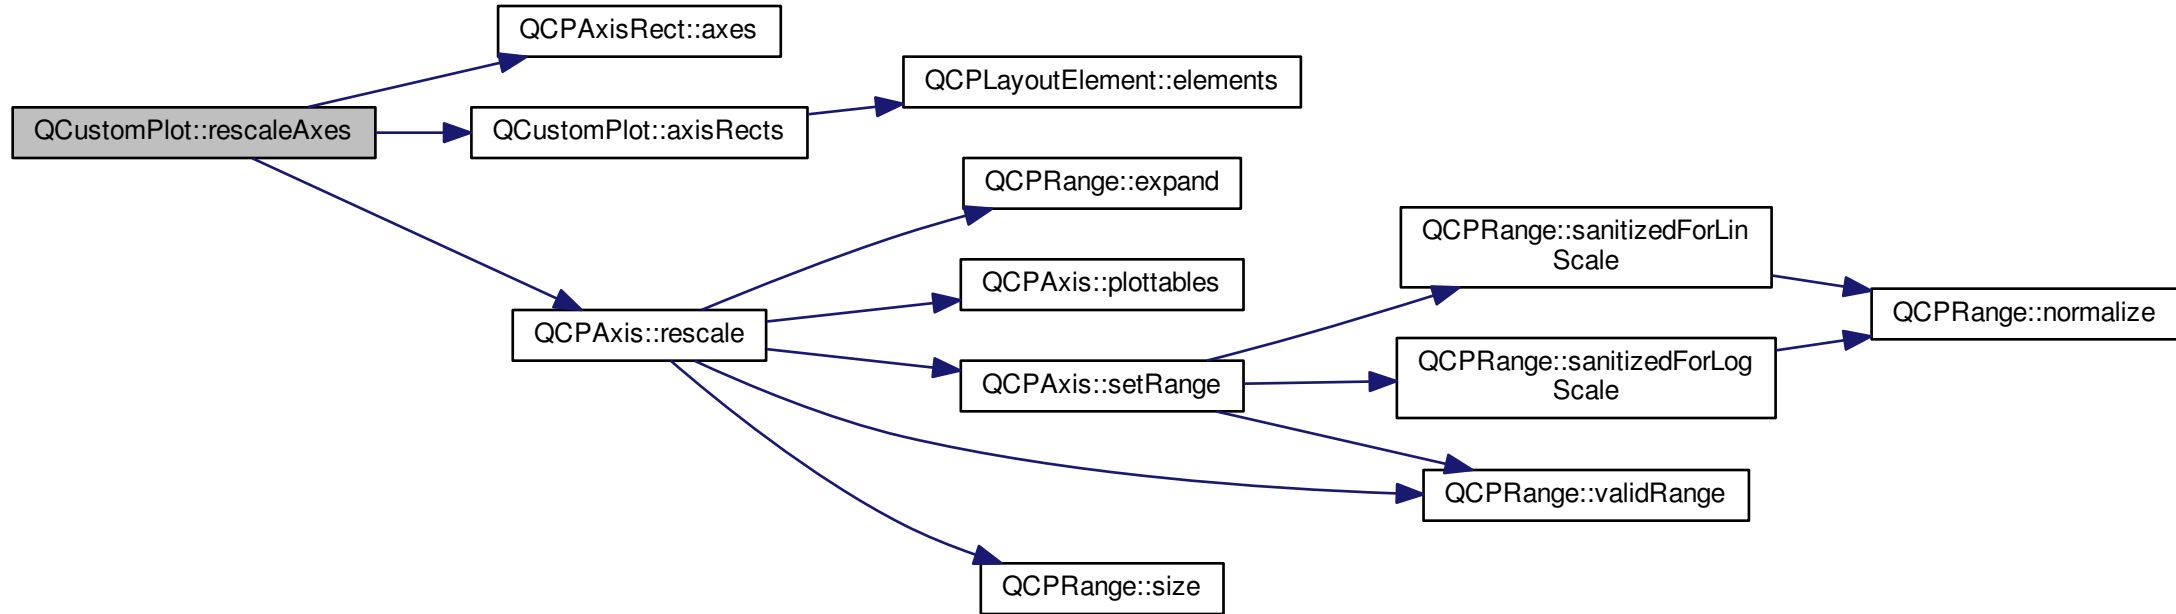 QCPAxisRect::axes
QCPLayoutElement::elements
QCustomPlot::rescaleAxes
QCustomPlot::axisRects
QCPRange::expand
QCPRange::sanitizedForLin
Scale
QCPAxis::plottables
QCPRange::normalize
QCPAxis::rescale
QCPRange::sanitizedForLog
Scale
QCPAxis::setRange
QCPRange::validRange
QCPRange::size